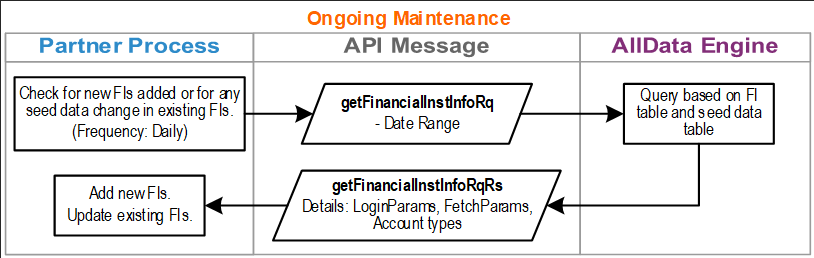 Ongoing Maintenance
Partner Process
API Message
AllData Engine
Check for new FIs added or for any
seed data change in existing FIs.
(Frequency: Daily)
getFinancialInstInfoRq
- Date Range
Query based on FI
table and seed data
table
Add new FIs.
Update existing FIs.
getFinancialInstInfoRqRs
Details: LoginParams, FetchParams,
Account types